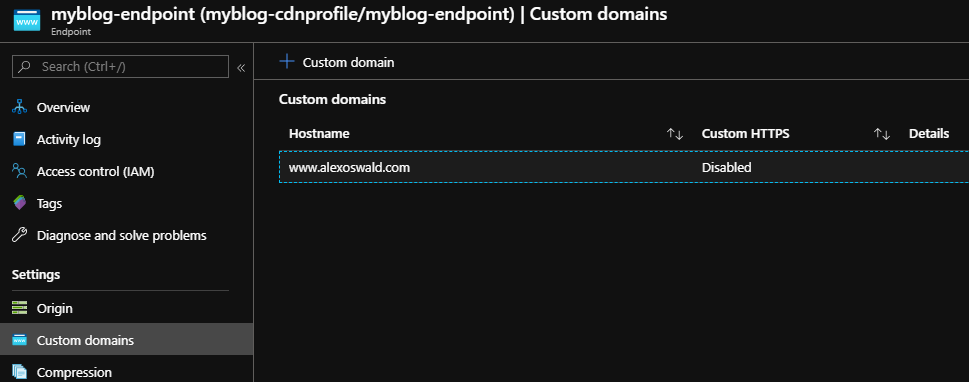 myblog-endpoint (myblog-cdnprofile/myblog-endpoint) | Custom domains
Endpoint
Search (Ctrl+/)
«
Overview
Activity log
Access control (IAM)
Tags
Diagnose and solve problems
Settings
Origin
Custom domains
Compression
+ Custom domain
Custom domains
Hostname ↑↓ Custom HTTPS ↑↓ Details
www.alexoswald.com Disabled